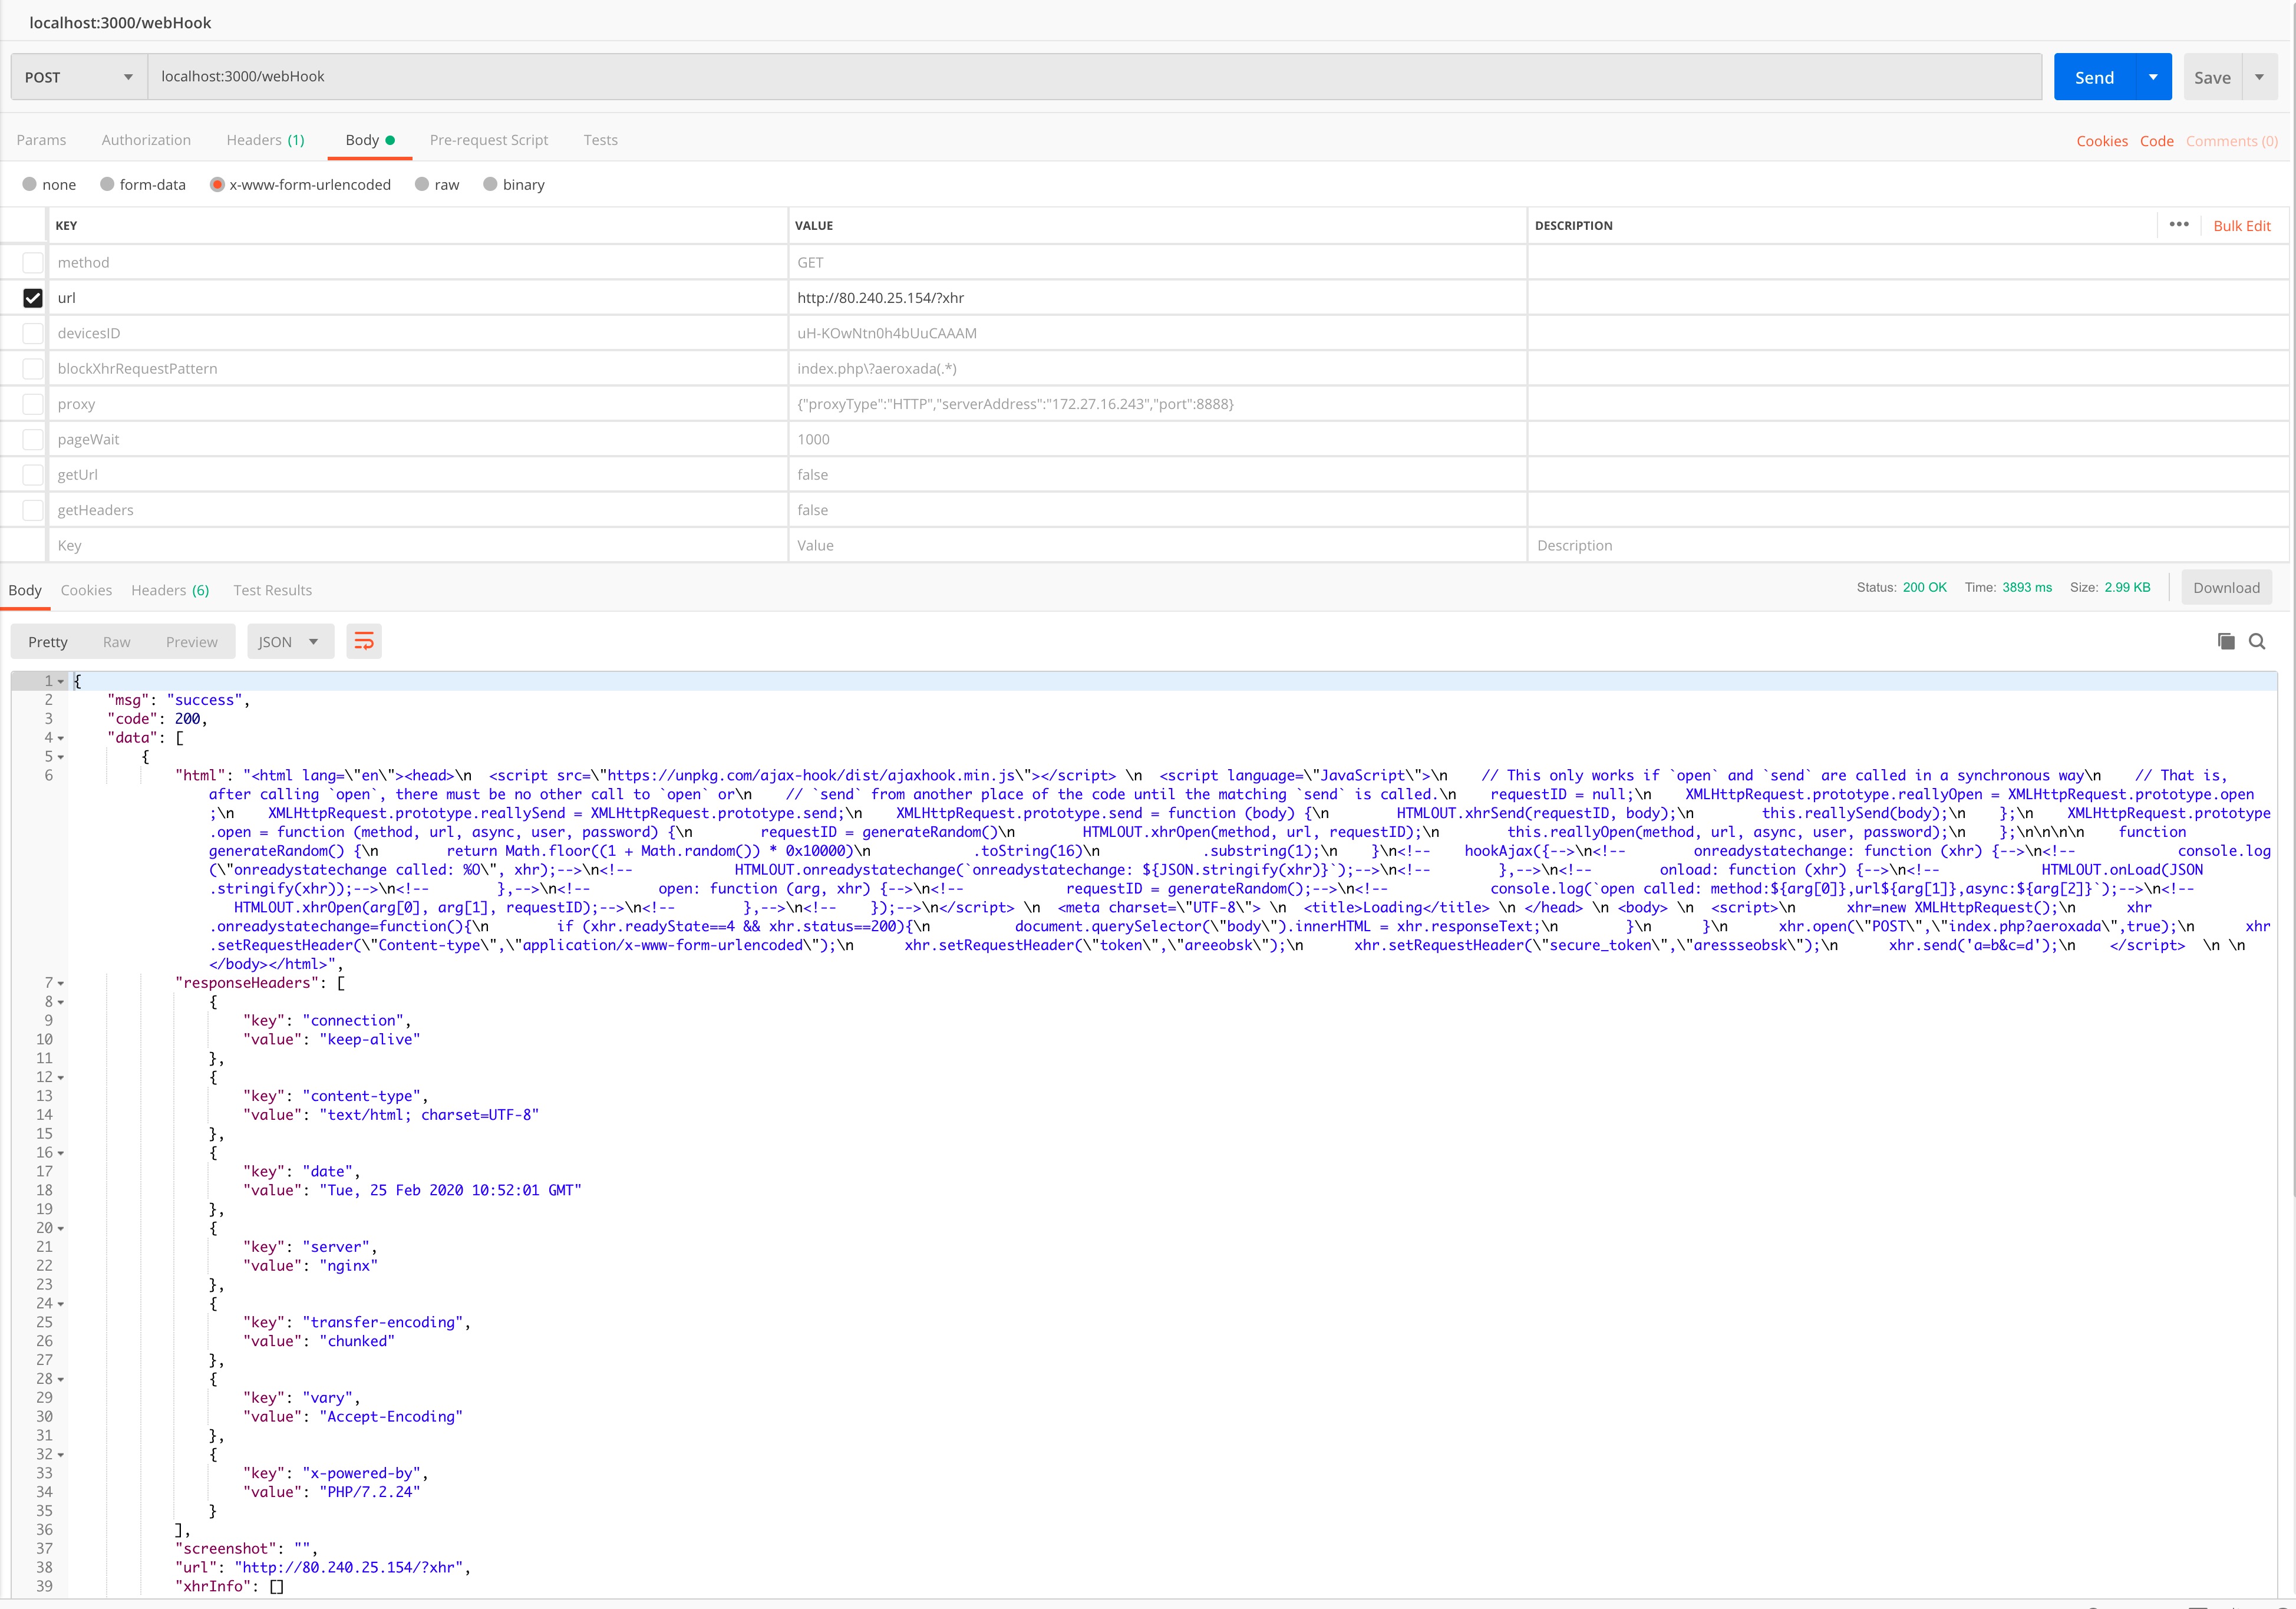 localhost:3000/webHook
POST localhost:3000/webHook Send Save
Params Authorization Headers (1) Body Pre-request Script Tests Cookies Code Comments (0)
none form-data x-www-form-urlencoded raw binary
KEY VALUE DESCRIPTION ••• Bulk Edit
method GET
url http://80.240.25.154/?xhr
devicesID uH-KOwNtn0h4bUuCAAAM
blockXhrRequestPattern index.php\?aeroxada(.*)
proxy {"proxyType":"HTTP","serverAddress":"172.27.16.243","port":8888}
pageWait 1000
getUrl false
getHeaders false
Key Value Description
Body Cookies Headers (6) Test Results Status: 200 OK Time: 3893 ms Size: 2.99 KB Download
Pretty Raw Preview JSON
1 {
2 "msg": "success",
3 "code": 200,
4 "data": [
5 {
6 "html": "<html lang=\"en\"><head>\n <script src=\"https://unpkg.com/ajax-hook/dist/ajaxhook.min.js\"></script> \n <script language=\"JavaScript\">\n // This only works if `open` and `send` are called in a synchronous way\n // That is,
after calling `open`, there must be no other call to `open` or\n // `send` from another place of the code until the matching `send` is called.\n requestID = null;\n XMLHttpRequest.prototype.reallyOpen = XMLHttpRequest.prototype.open
;\n XMLHttpRequest.prototype.reallySend = XMLHttpRequest.prototype.send;\n XMLHttpRequest.prototype.send = function (body) {\n HTMLOUT.xhrSend(requestID, body);\n this.reallySend(body);\n };\n XMLHttpRequest.prototype
.open = function (method, url, async, user, password) {\n requestID = generateRandom()\n HTMLOUT.xhrOpen(method, url, requestID);\n this.reallyOpen(method, url, async, user, password);\n };\n\n\n\n function
generateRandom() {\n return Math.floor((1 + Math.random()) * 0x10000)\n .toString(16)\n .substring(1);\n }\n<!-- hookAjax({-->\n<!-- onreadystatechange: function (xhr) {-->\n<!-- console.log
(\"onreadystatechange called: %O\", xhr);-->\n<!-- HTMLOUT.onreadystatechange(`onreadystatechange: ${JSON.stringify(xhr)}`);-->\n<!-- },-->\n<!-- onload: function (xhr) {-->\n<!-- HTMLOUT.onLoad(JSON
.stringify(xhr));-->\n<!-- },-->\n<!-- open: function (arg, xhr) {-->\n<!-- requestID = generateRandom();-->\n<!-- console.log(`open called: method:${arg[0]},url${arg[1]},async:${arg[2]}`);-->\n<!--
HTMLOUT.xhrOpen(arg[0], arg[1], requestID);-->\n<!-- },-->\n<!-- });-->\n</script> \n <meta charset=\"UTF-8\"> \n <title>Loading</title> \n </head> \n <body> \n <script>\n xhr=new XMLHttpRequest();\n xhr
.onreadystatechange=function(){\n if (xhr.readyState==4 && xhr.status==200){\n document.querySelector(\"body\").innerHTML = xhr.responseText;\n }\n }\n xhr.open(\"POST\",\"index.php?aeroxada\",true);\n xhr
.setRequestHeader(\"Content-type\",\"application/x-www-form-urlencoded\");\n xhr.setRequestHeader(\"token\",\"areeobsk\");\n xhr.setRequestHeader(\"secure_token\",\"aressseobsk\");\n xhr.send('a=b&c=d');\n </script> \n \n
</body></html>",
7 "responseHeaders": [
8 {
9 "key": "connection",
10 "value": "keep-alive"
11 },
12 {
13 "key": "content-type",
14 "value": "text/html; charset=UTF-8"
15 },
16 {
17 "key": "date",
18 "value": "Tue, 25 Feb 2020 10:52:01 GMT"
19 },
20 {
21 "key": "server",
22 "value": "nginx"
23 },
24 {
25 "key": "transfer-encoding",
26 "value": "chunked"
27 },
28 {
29 "key": "vary",
30 "value": "Accept-Encoding"
31 },
32 {
33 "key": "x-powered-by",
34 "value": "PHP/7.2.24"
35 }
36 ],
37 "screenshot": "",
38 "url": "http://80.240.25.154/?xhr",
39 "xhrInfo": []